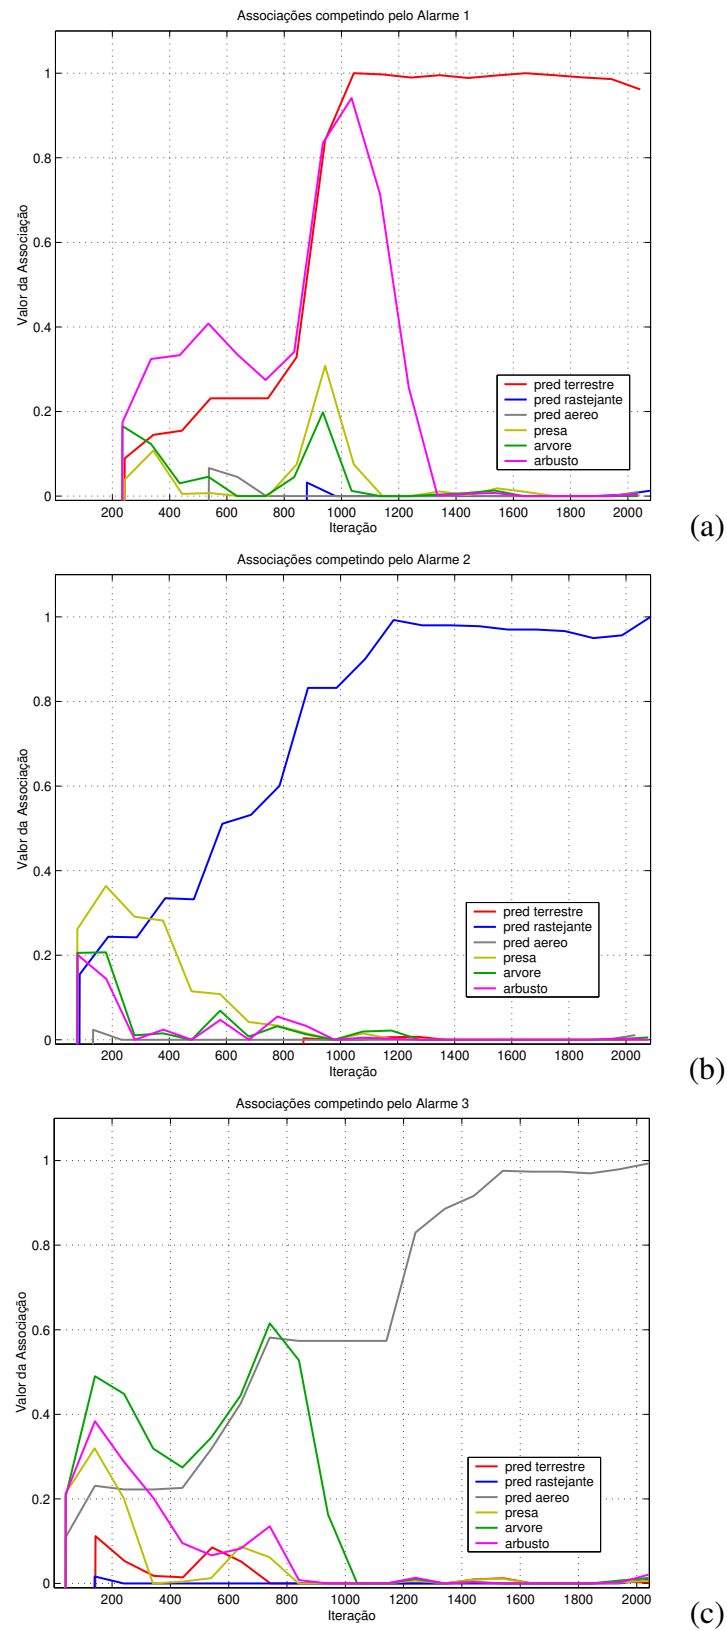 Associações competindo pelo Alarme 1
Valor da Associação
1
0.8
0.6
0.4
0.2
0
200 400 600 800 1000 1200 1400 1600 1800 2000
Iteração
pred terrestre
pred rastejante
pred aereo
presa
arvore
arbusto
(a)
Associações competindo pelo Alarme 2
Valor da Associação
1
0.8
0.6
0.4
0.2
0
200 400 600 800 1000 1200 1400 1600 1800 2000
Iteração
pred terrestre
pred rastejante
pred aereo
presa
arvore
arbusto
(b)
Associações competindo pelo Alarme 3
Valor da Associação
1
0.8
0.6
0.4
0.2
0
200 400 600 800 1000 1200 1400 1600 1800 2000
Iteração
pred terrestre
pred rastejante
pred aereo
presa
arvore
arbusto
(c)